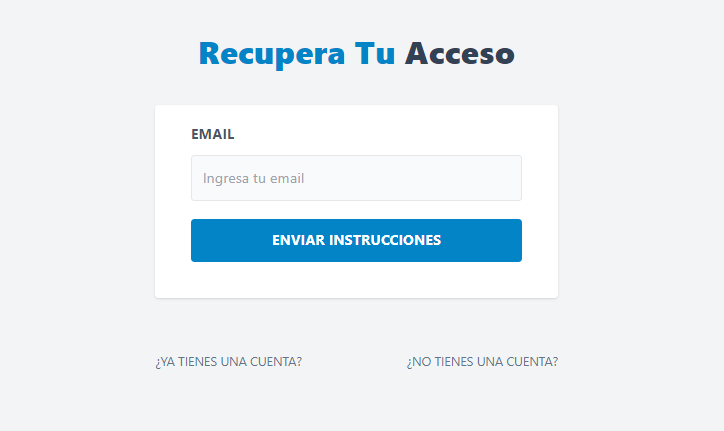 Recupera Tu Acceso
EMAIL
Ingresa tu email
ENVIAR INSTRUCCIONES
¿YA TIENES UNA CUENTA? ¿NO TIENES UNA CUENTA?